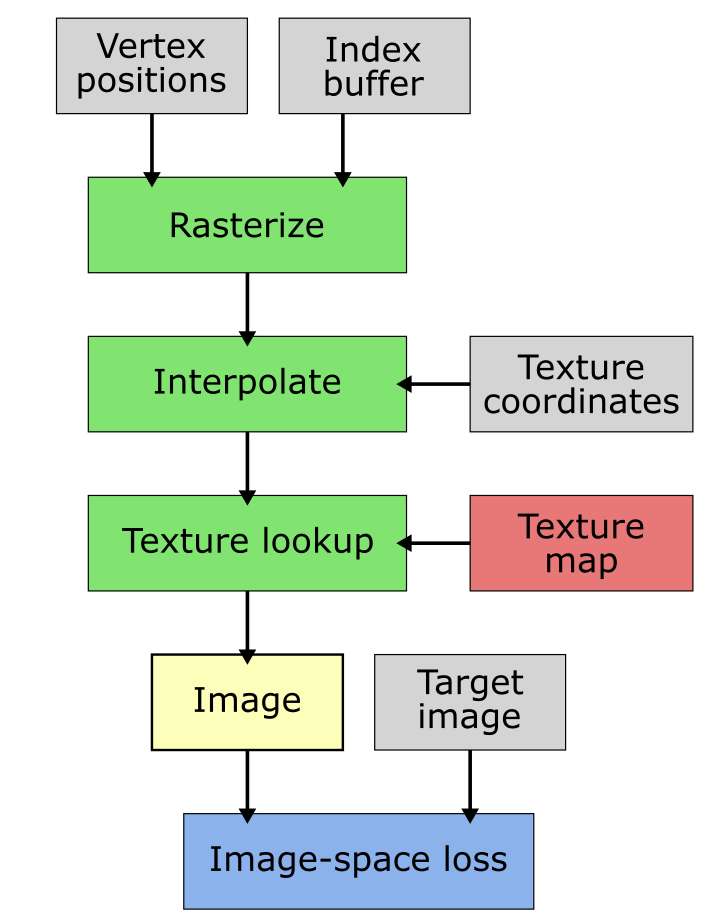 Vertex
positions
Index
buffer
Rasterize
Interpolate
Texture
coordinates
Texture lookup
Texture
map
Image
Target
image
Image-space loss